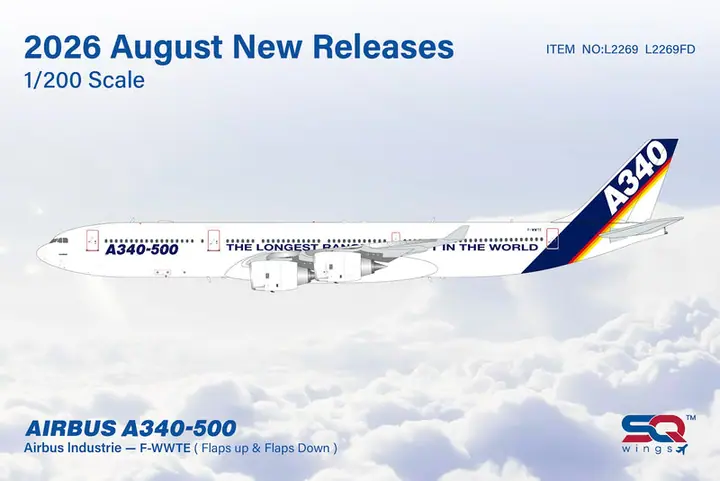 2026 August New Releases
ITEM NO:L2269 L2269FD
1/200 Scale
A340
F-WWTE
A340-500
THE LONGEST IN THE WORLD
AIRBUS A340-500
Airbus Industrie — F-WWTE ( Flaps up & Flaps Down )
SQ TM
wings